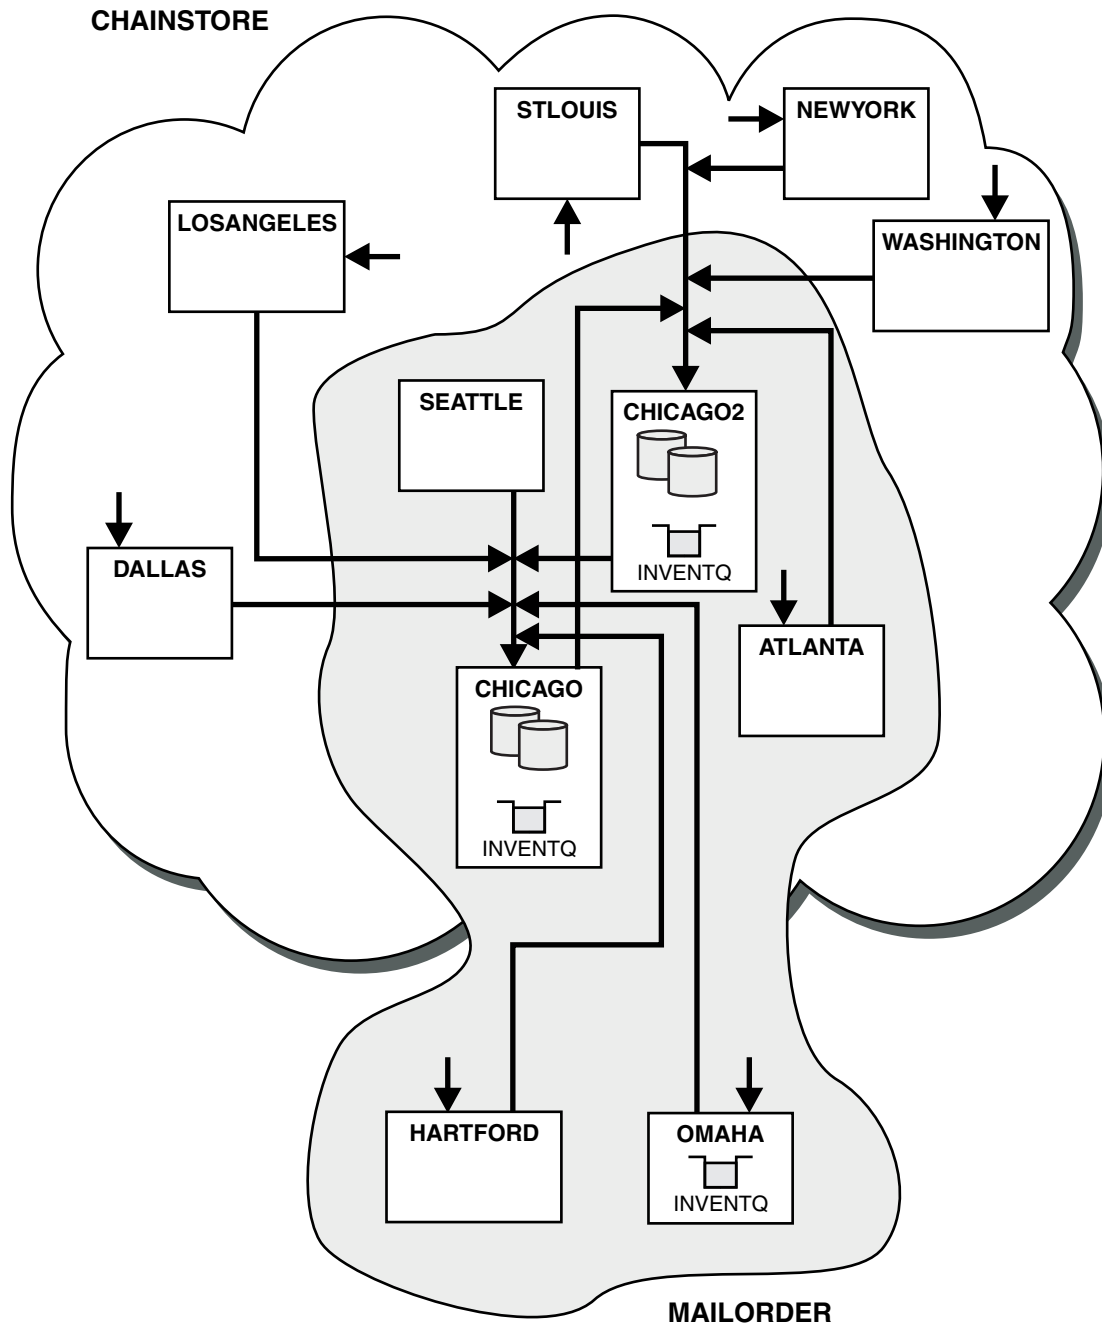 CHAINSTORE
STLOUIS
NEWYORK
LOSANGELES
WASHINGTON
SEATTLE
CHICAGO2
INVENTQ
DALLAS
ATLANTA
CHICAGO
INVENTQ
HARTFORD
OMAHA
INVENTQ
MAILORDER